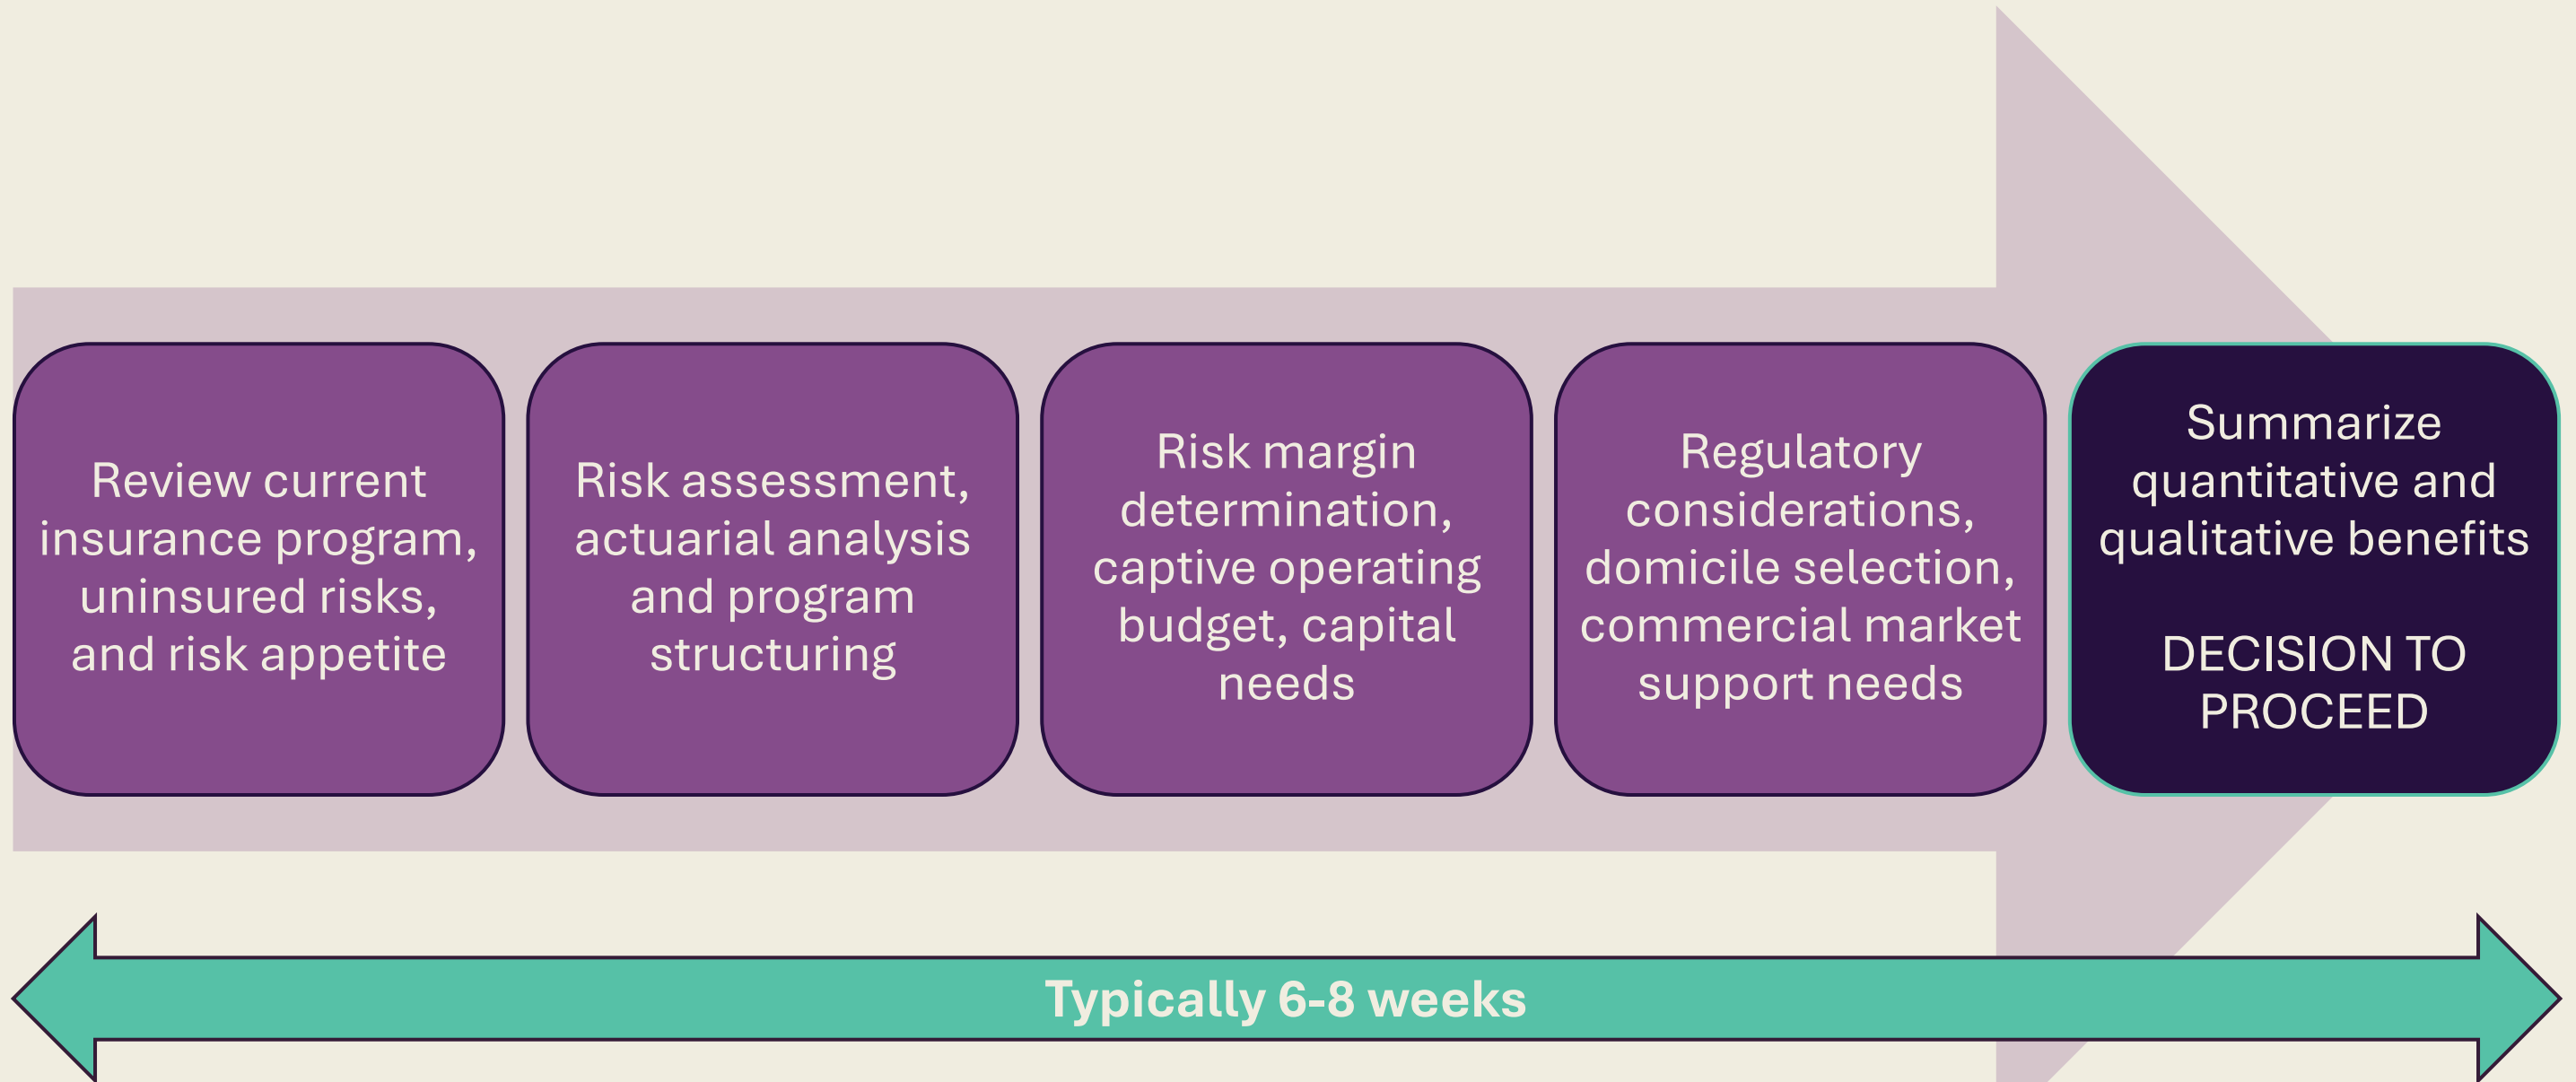 Review current
insurance program,
uninsured risks,
and risk appetite
Risk assessment,
actuarial analysis
and program
structuring
Risk margin
determination,
captive operating
budget, capital
needs
Regulatory
considerations,
domicile selection,
commercial market
support needs
Summarize
quantitative and
qualitative benefits
DECISION TO
PROCEED
Typically 6-8 weeks